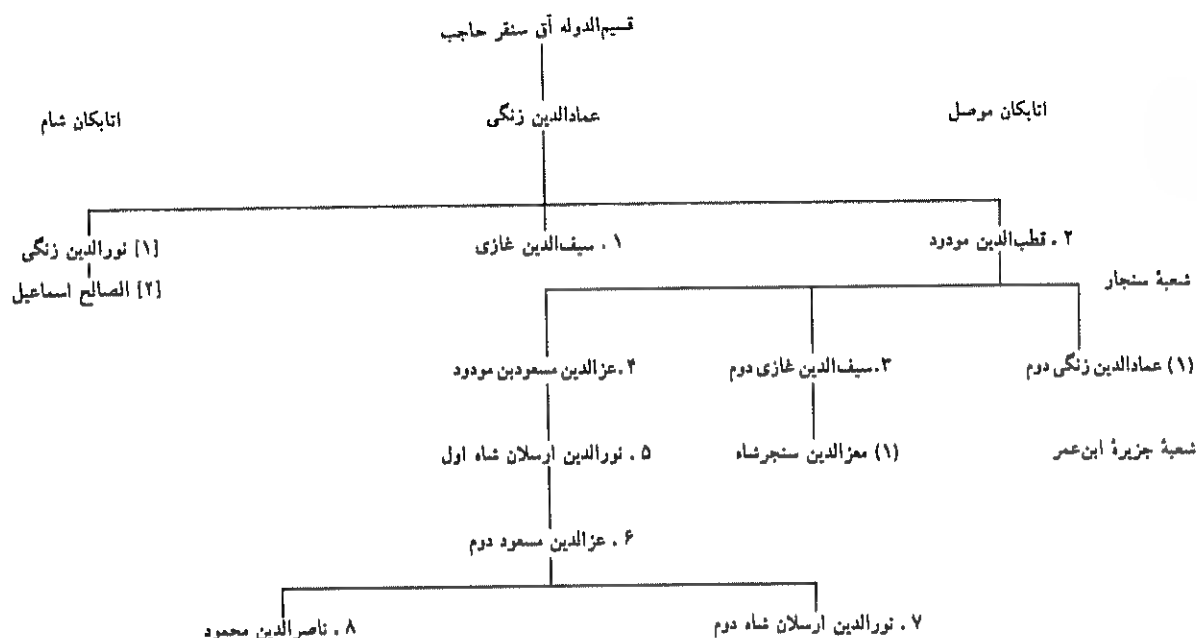 قسیم‌الدوله آق سنقر حاجب
اتابکان موصل
عمادالدین زنگی
اتابکان شام
۲ . قطب‌الدین مودود
۱ . سیف‌الدین غازی
[۱] نورالدین زنگی
[۲] الصالح اسماعیل
شعبهٔ سنجار
(۱) عمادالدین زنگی دوم
۳.سیف‌الدین غازی دوم
۴.عزالدین مسعودبن مودود
شعبهٔ جزیرهٔ ابن‌عمر
(۱) معزالدین سنجرشاه
۵ . نورالدین ارسلان شاه اول
۶ . عزالدین مسعود دوم
۷ . نورالدین ارسلان شاه دوم
۸ . ناصرالدین محمود